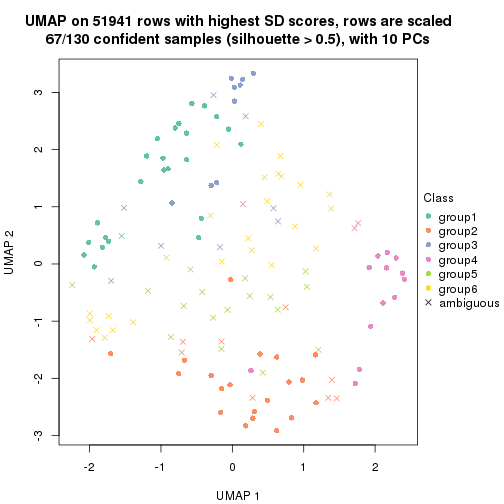 UMAP on 51941 rows with highest SD scores, rows are scaled
67/130 confident samples (silhouette > 0.5), with 10 PCs
3
2
1
0
-1
-2
-3
UMAP 2
-2
-1
0
1
2
UMAP 1
Class
group1
group2
group3
group4
group5
group6
ambiguous